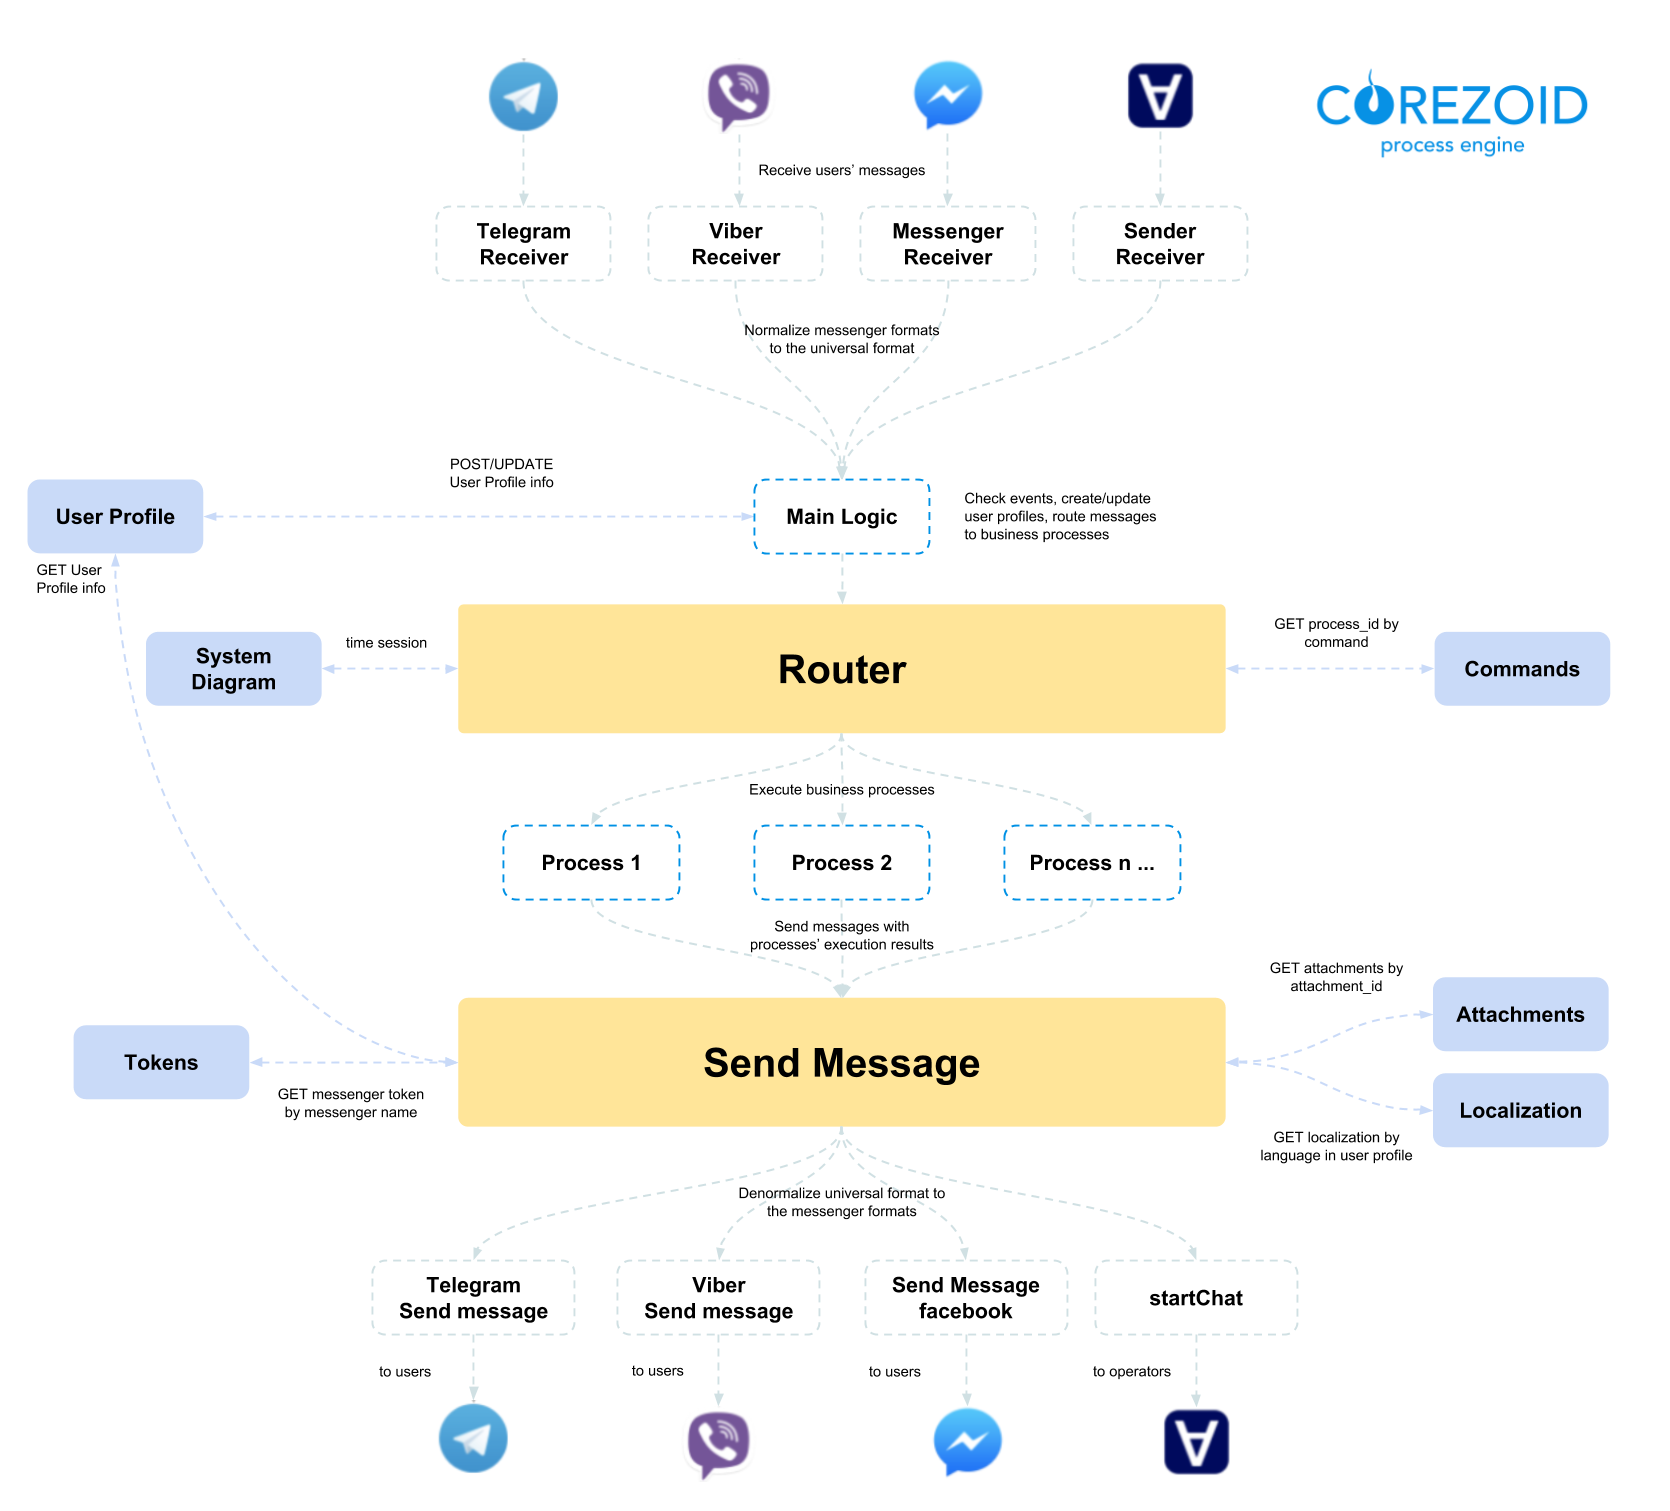 COREZOID
process engine
Receive users’ messages
Telegram
Receiver
Viber
Receiver
Messenger
Receiver
Sender
Receiver
Normalize messenger formats
to the universal format
POST/UPDATE
User Profile info
User Profile
Main Logic
Check events, create/update
user profiles, route messages
to business processes
GET User
Profile info
System
Diagram
time session
Router
GET process_id by
command
Commands
Execute business processes
Process 1
Process 2
Process n ...
Send messages with
processes’ execution results
GET attachments by
attachment_id
Attachments
Tokens
Send Message
GET messenger token
by messenger name
Localization
GET localization by
language in user profile
Denormalize universal format to
the messenger formats
Telegram
Send message
Viber
Send message
Send Message
facebook
startChat
to users
to users
to users
to operators